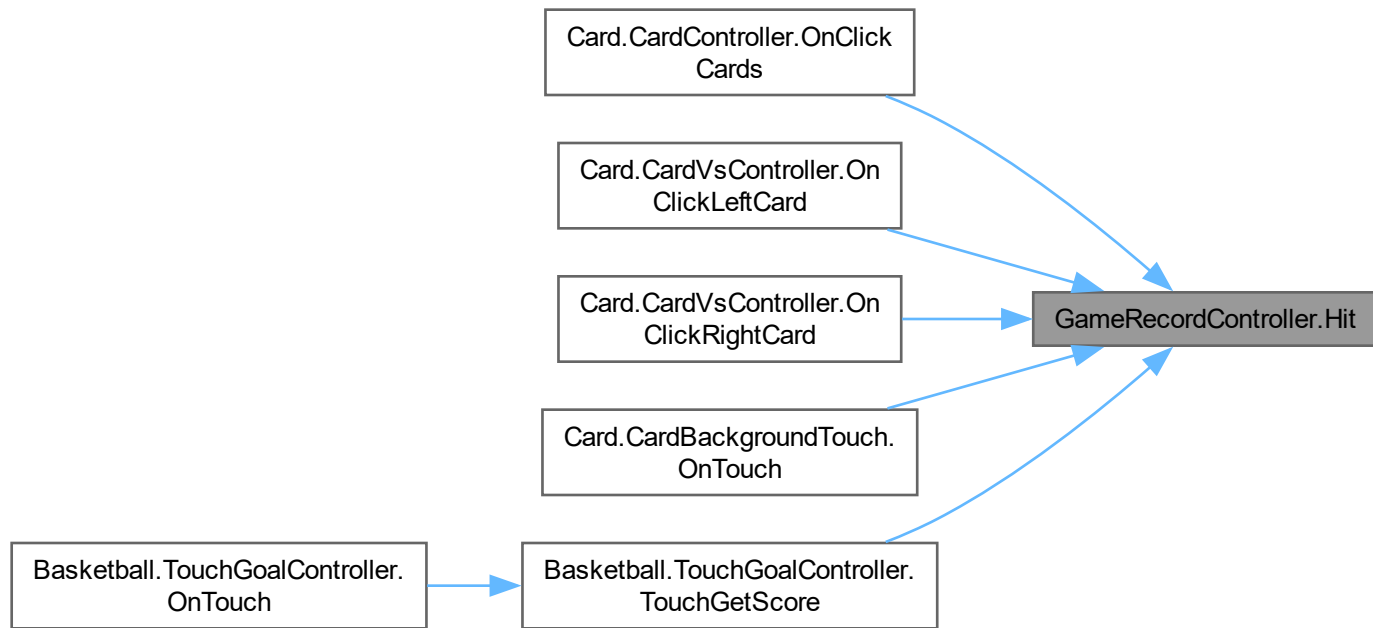 Card.CardController.OnClick
Cards
Card.CardVsController.On
ClickLeftCard
Card.CardVsController.On
ClickRightCard
GameRecordController.Hit
Card.CardBackgroundTouch.
OnTouch
Basketball.TouchGoalController.
OnTouch
Basketball.TouchGoalController.
TouchGetScore